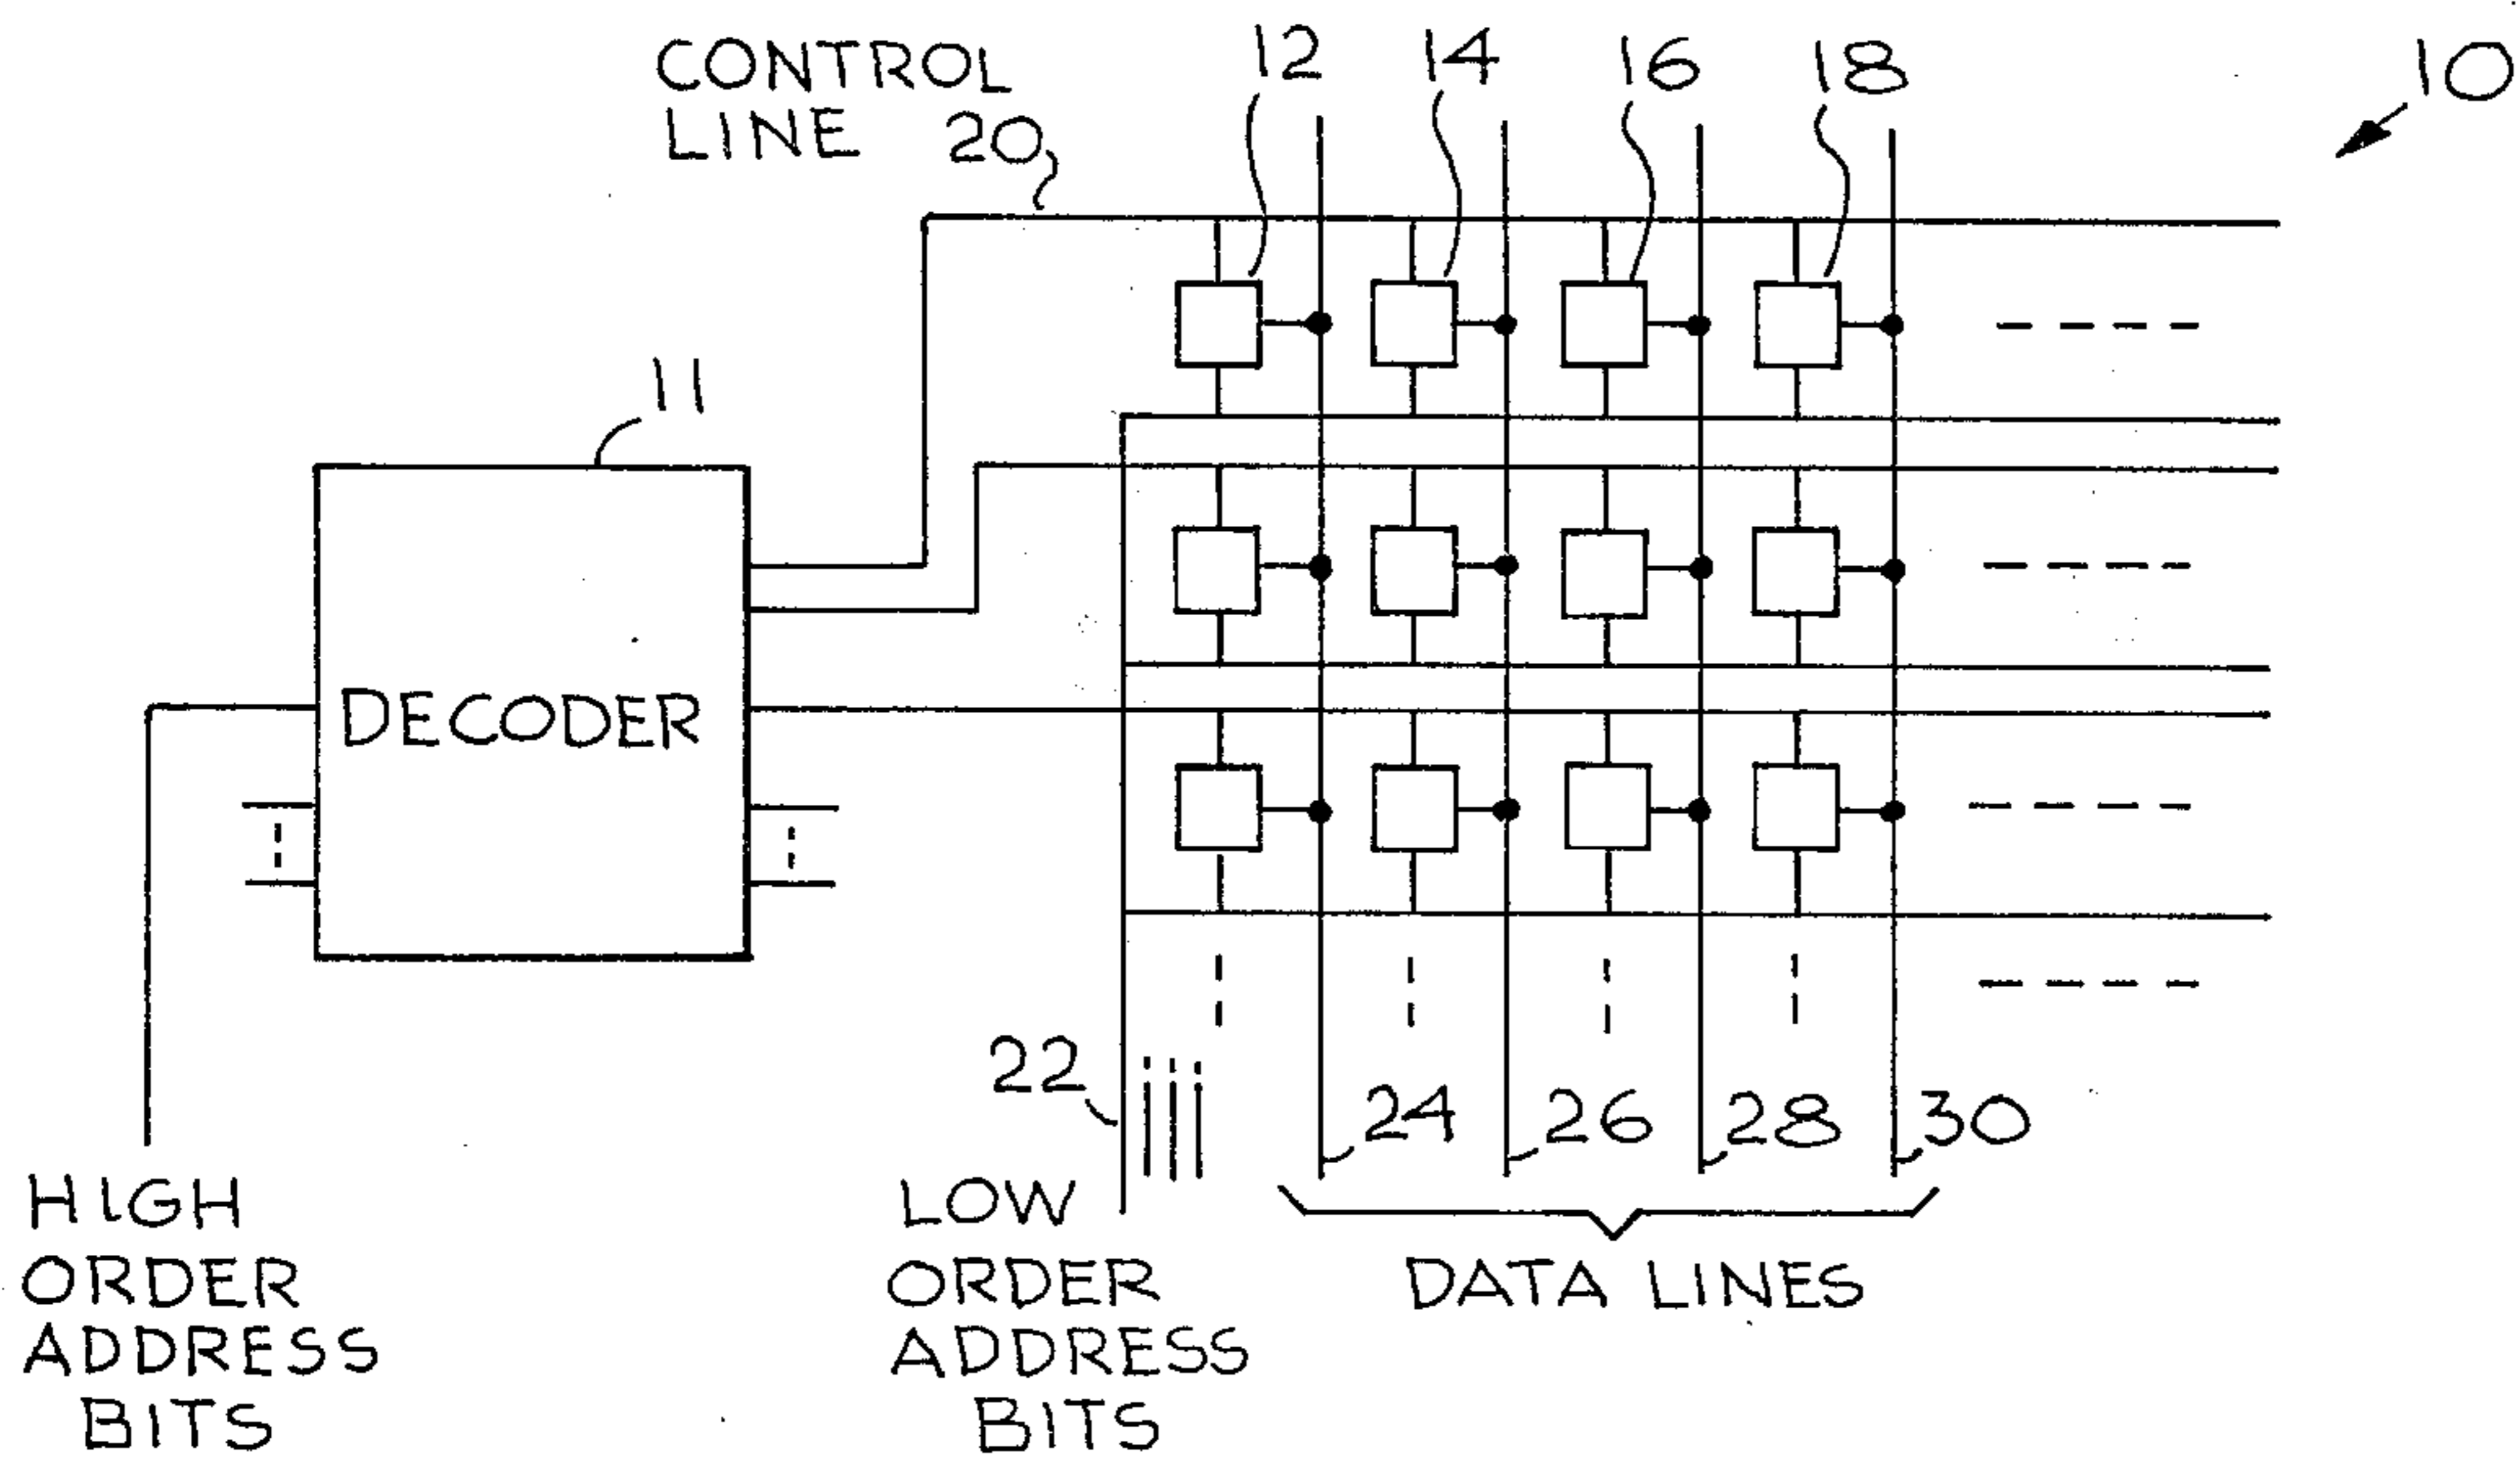 CONTROL
LINE 20
12
14
16
18
10
11
DECODER
22
24
26
28
30
HIGH
ORDER
ADDRESS
BITS
LOW
ORDER
ADDRESS
BITS
DATA LINES